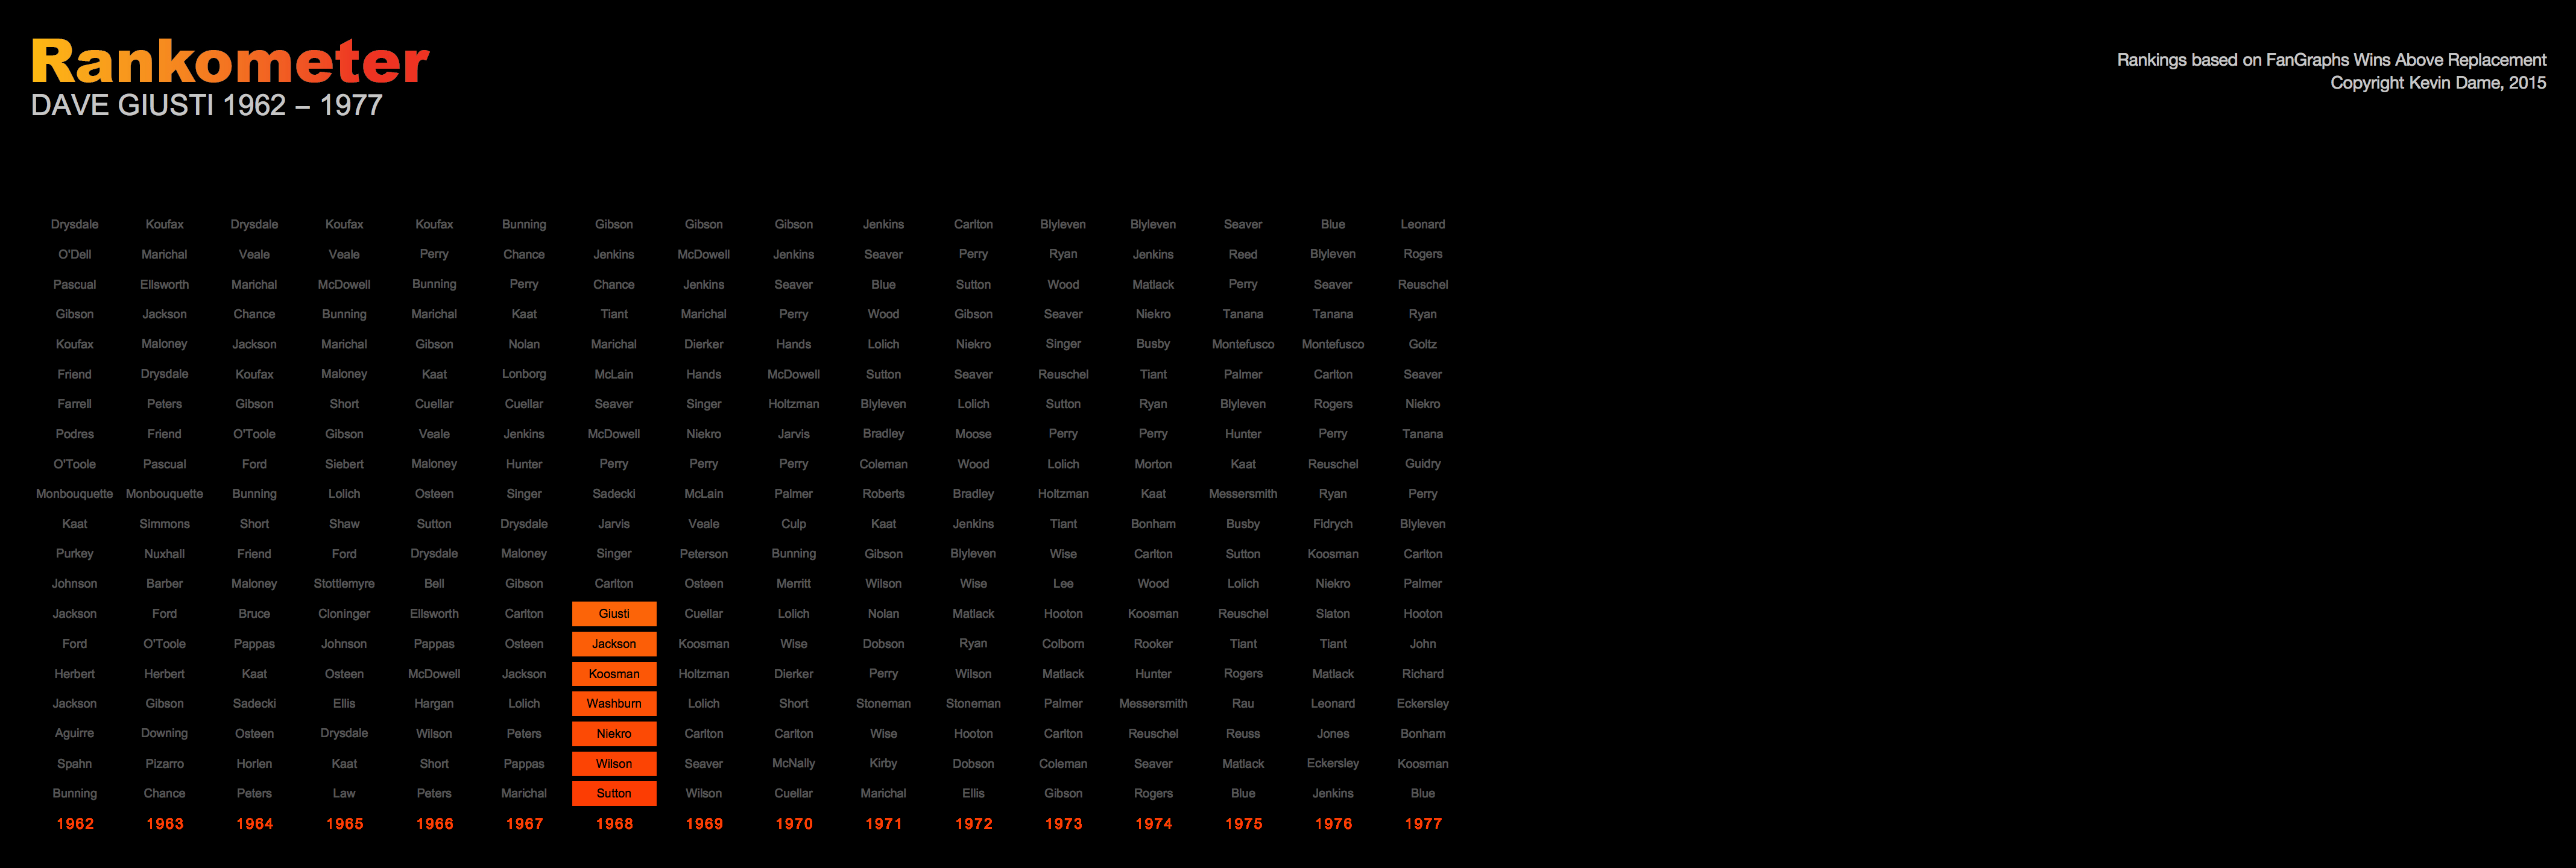 Rankometer
DAVE GIUSTI 1962 – 1977
Rankings based on FanGraphs Wins Above Replacement
Copyright Kevin Dame, 2015
Drysdale Koufax Drysdale Koufax Koufax Bunning Gibson Gibson Gibson Jenkins Carlton Blyleven Blyleven Seaver Blue Leonard
O'Dell Marichal Veale Veale Perry Chance Jenkins McDowell Jenkins Seaver Perry Ryan Jenkins Reed Blyleven Rogers
Pascual Ellsworth Marichal McDowell Bunning Perry Chance Jenkins Seaver Blue Sutton Wood Matlack Perry Seaver Reuschel
Gibson Jackson Chance Bunning Marichal Kaat Tiant Marichal Perry Wood Gibson Seaver Niekro Tanana Tanana Ryan
Koufax Maloney Jackson Marichal Gibson Nolan Marichal Dierker Hands Lolich Niekro Singer Busby Montefusco Montefusco Goltz
Friend Drysdale Koufax Maloney Kaat Lonborg McLain Hands McDowell Sutton Seaver Reuschel Tiant Palmer Carlton Seaver
Farrell Peters Gibson Short Cuellar Cuellar Seaver Singer Holtzman Blyleven Lolich Sutton Ryan Blyleven Rogers Niekro
Podres Friend O'Toole Gibson Veale Jenkins McDowell Niekro Jarvis Bradley Moose Perry Perry Hunter Perry Tanana
O'Toole Pascual Ford Siebert Maloney Hunter Perry Perry Perry Coleman Wood Lolich Morton Kaat Reuschel Guidry
Monbouquette Monbouquette Bunning Lolich Osteen Singer Sadecki McLain Palmer Roberts Bradley Holtzman Kaat Messersmith Ryan Perry
Kaat Simmons Short Shaw Sutton Drysdale Jarvis Veale Culp Kaat Jenkins Tiant Bonham Busby Fidrych Blyleven
Purkey Nuxhall Friend Ford Drysdale Maloney Singer Peterson Bunning Gibson Blyleven Wise Carlton Sutton Koosman Carlton
Johnson Barber Maloney Stottlemyre Bell Gibson Carlton Osteen Merritt Wilson Wise Lee Wood Lolich Niekro Palmer
Jackson Ford Bruce Cloninger Ellsworth Carlton Giusti Cuellar Lolich Nolan Matlack Hooton Koosman Reuschel Slaton Hooton
Ford O'Toole Pappas Johnson Pappas Osteen Jackson Koosman Wise Dobson Ryan Colborn Rooker Tiant Tiant John
Herbert Herbert Kaat Osteen McDowell Jackson Koosman Holtzman Dierker Perry Wilson Matlack Hunter Rogers Matlack Richard
Jackson Gibson Sadecki Ellis Hargan Lolich Washburn Lolich Short Stoneman Stoneman Palmer Messersmith Rau Leonard Eckersley
Aguirre Downing Osteen Drysdale Wilson Peters Niekro Carlton Carlton Wise Hooton Carlton Reuschel Reuss Jones Bonham
Spahn Pizarro Horlen Kaat Short Pappas Wilson Seaver McNally Kirby Dobson Coleman Seaver Matlack Eckersley Koosman
Bunning Chance Peters Law Peters Marichal Sutton Wilson Cuellar Marichal Ellis Gibson Rogers Blue Jenkins Blue
1962 1963 1964 1965 1966 1967 1968 1969 1970 1971 1972 1973 1974 1975 1976 1977